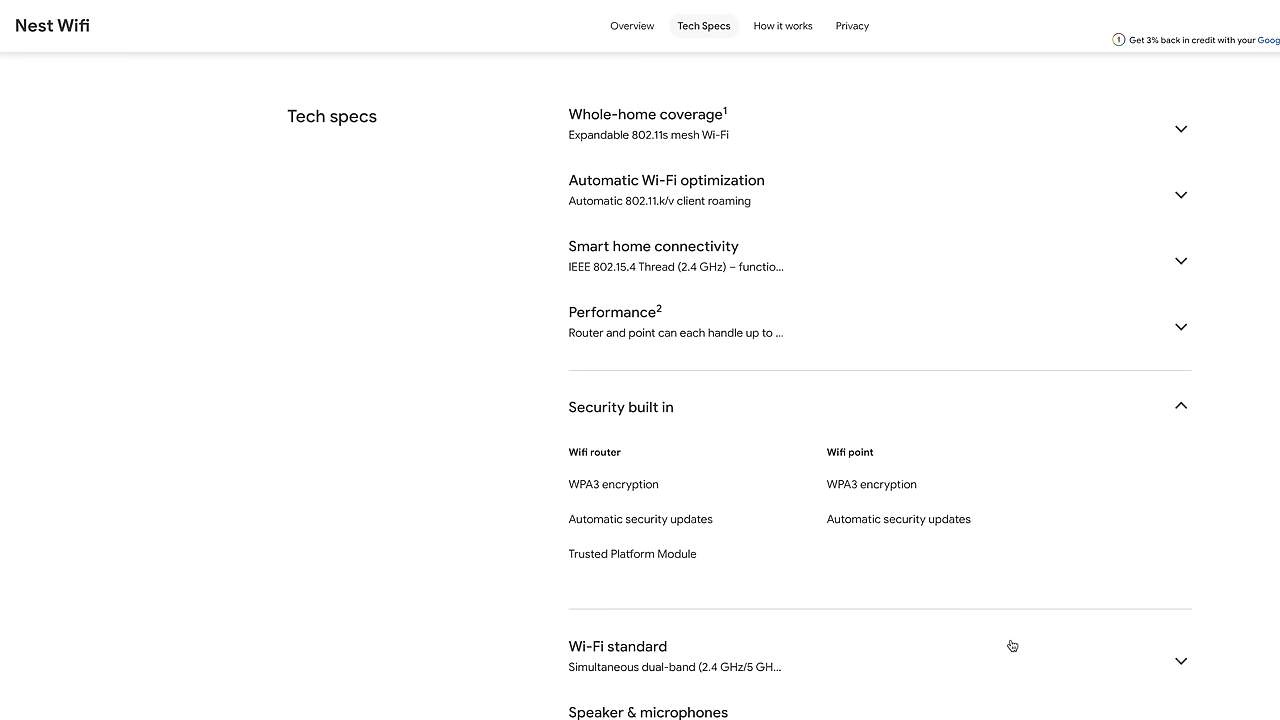 Nest Wifi
Overview
Tech Specs
How it works
Privacy
1 Get 3% back in credit with your Goog
Tech specs
Whole-home coverage1
Expandable 802.11s mesh Wi-Fi
Automatic Wi-Fi optimization
Automatic 802.11.k/v client roaming
Smart home connectivity
IEEE 802.15.4 Thread (2.4 GHz) – functio...
Performance2
Router and point can each handle up to ...
Security built in
Wifi router
WPA3 encryption
Automatic security updates
Trusted Platform Module
Wifi point
WPA3 encryption
Automatic security updates
Wi-Fi standard
Simultaneous dual-band (2.4 GHz/5 GH...
Speaker & microphones